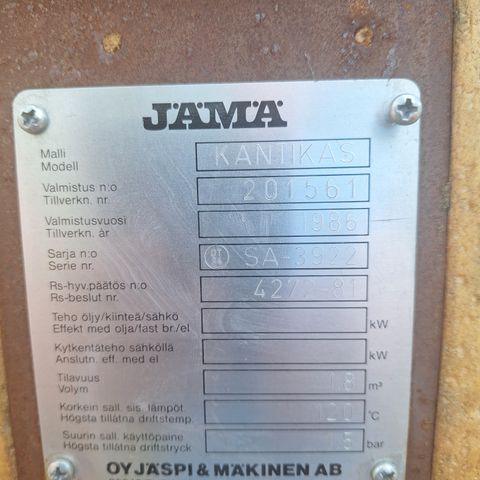 JÄMÄ
Malli KANTIKAS
Modell
Valmistus n:o 201561
Tillverkn. nr.
Valmistusvuosi 1986
Tillverkn. år
Sarja n:o SA-3922
Serie nr.
Rs-hyv.päätös n:o
Rs-beslut nr.
Teho öljy/kiinteä/sähkö kW
Effekt med olja/fast br./el
Kytkentäteho sähköllä kW
Anslutn. eff. med el
Tilavuus m³
Volym
Korkein sall. sis. lämpöt. 120 °C
Högsta tillåtna driftstemp.
Suurin sall. käyttöpaine bar
Högsta tillåtna driftstryck
OY JÄSPI & MÄKINEN AB